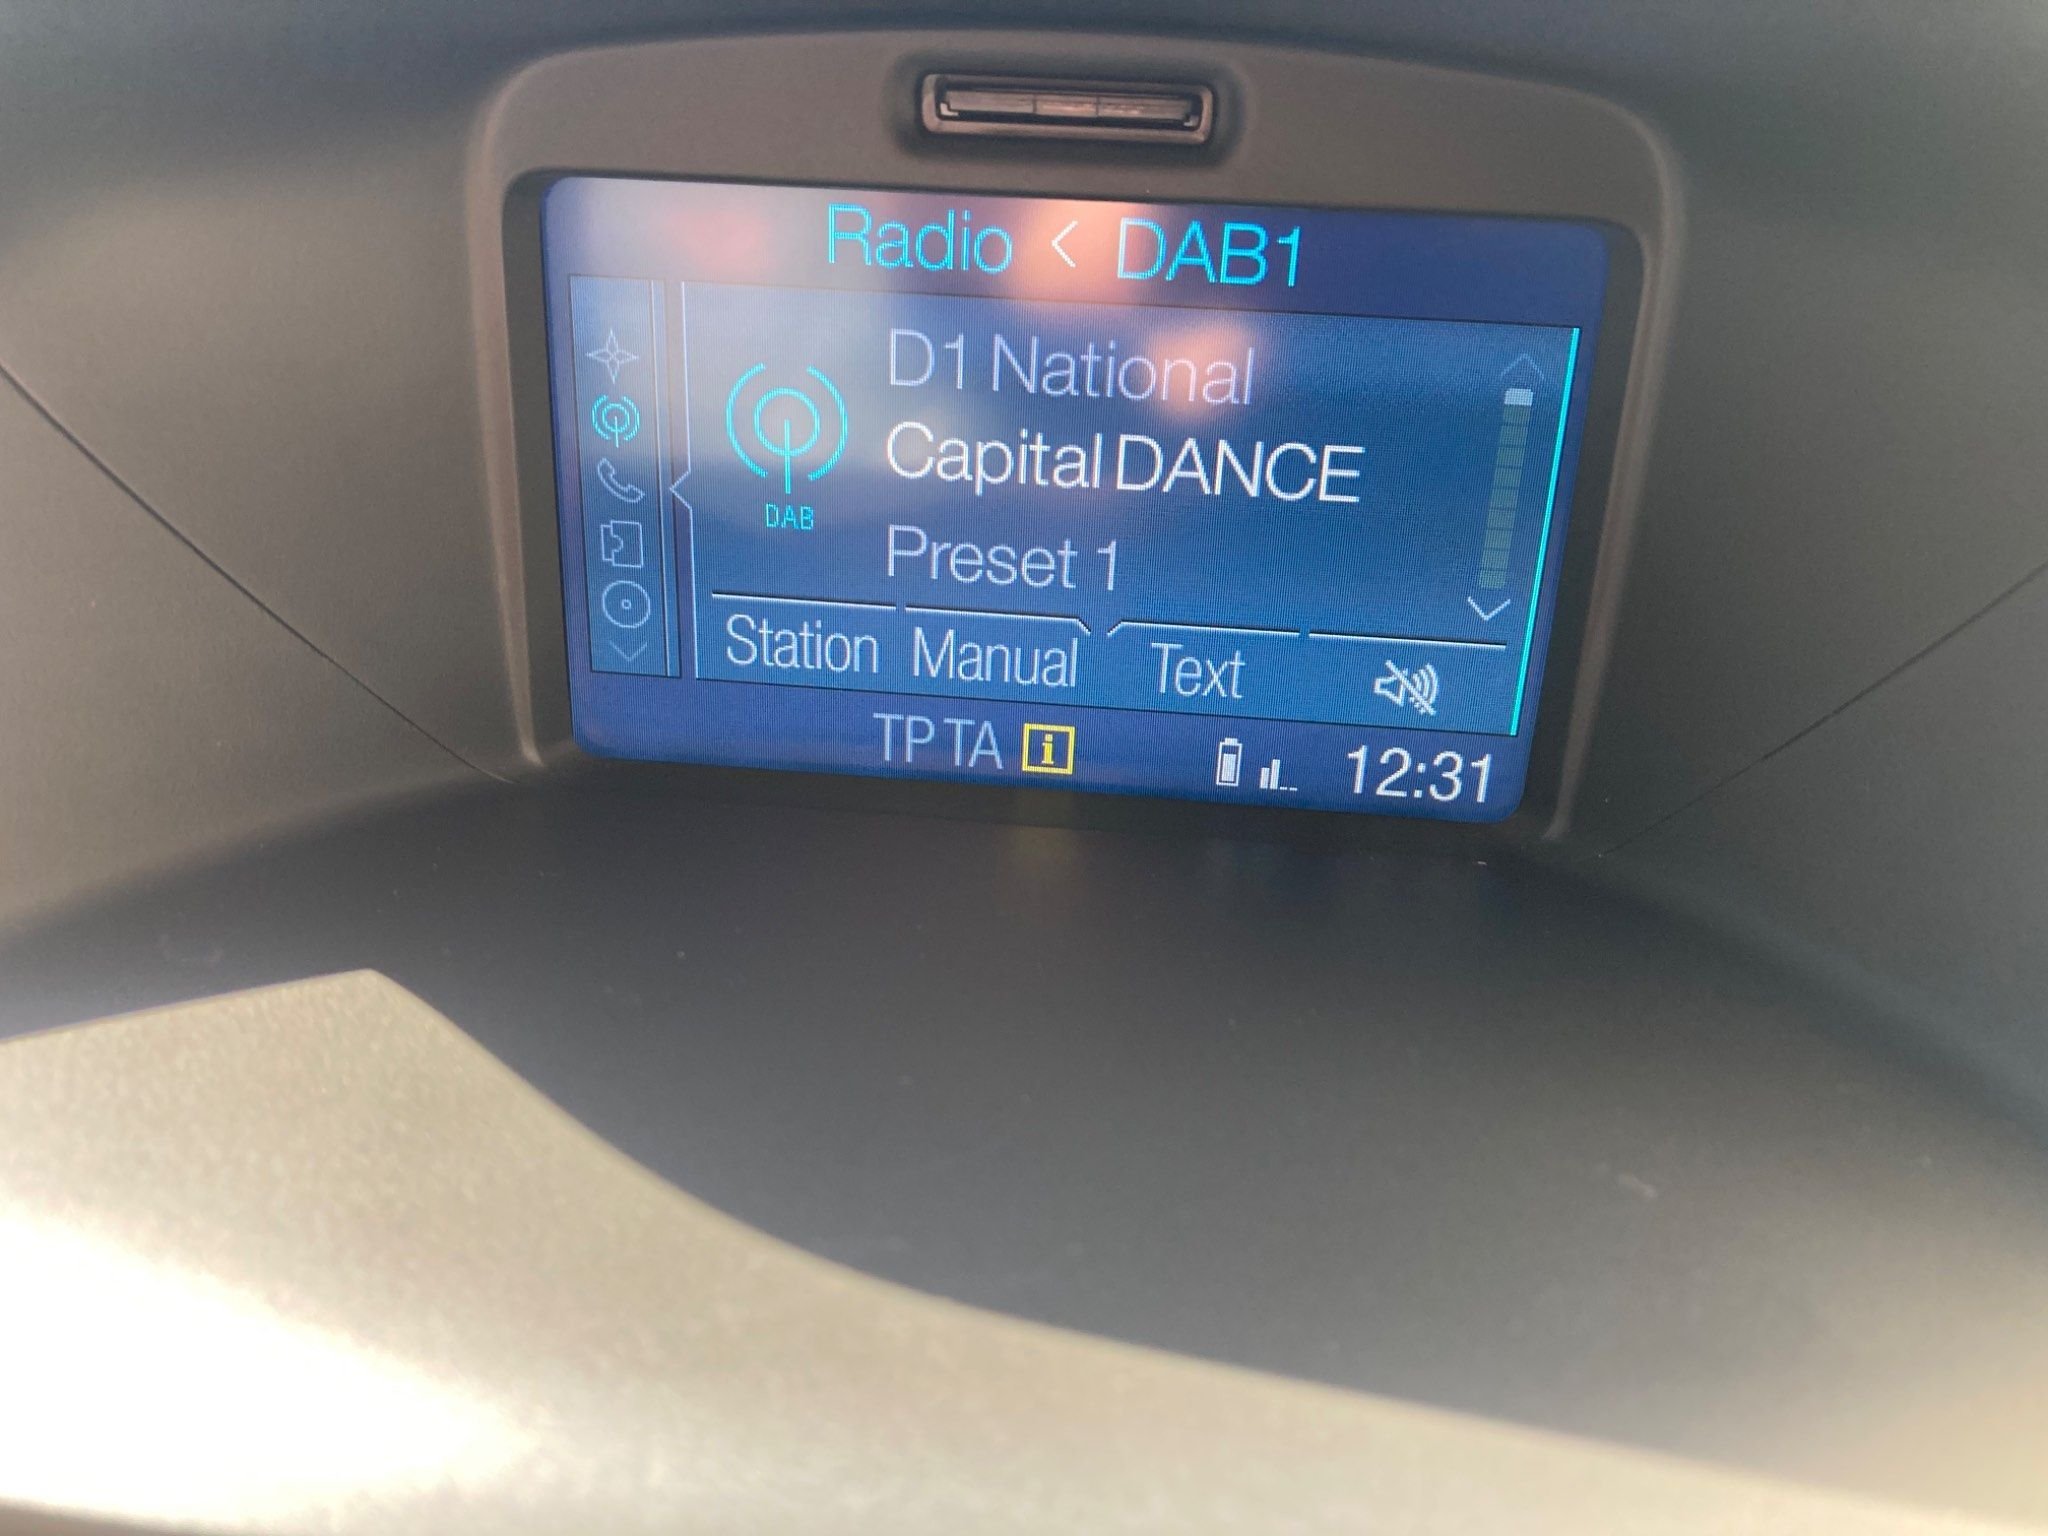 Radio < DAB1
D1 National
Capital DANCE
DAB
Preset 1
Station Manual Text
TP TA i 12:31